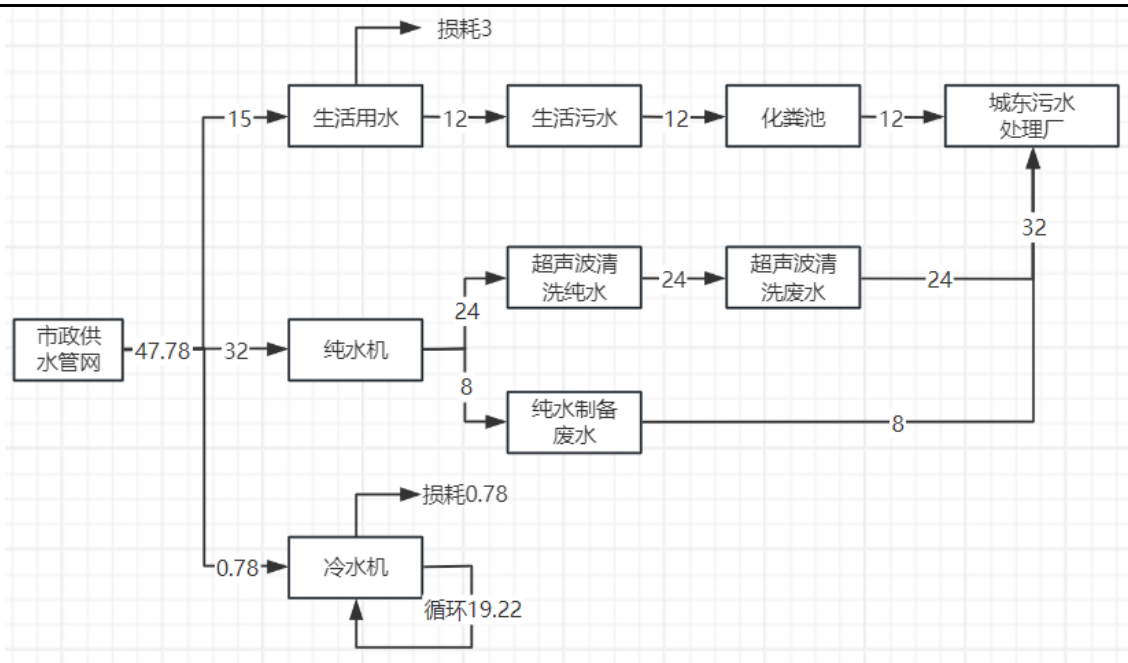 损耗3
15
生活用水
12
生活污水
12
化粪池
12
城东污水
处理厂
32
超声波清
洗纯水
24
超声波清
洗废水
24
24
市政供
水管网
47.78
32
纯水机
8
纯水制备
废水
8
损耗0.78
0.78
冷水机
循环19.22